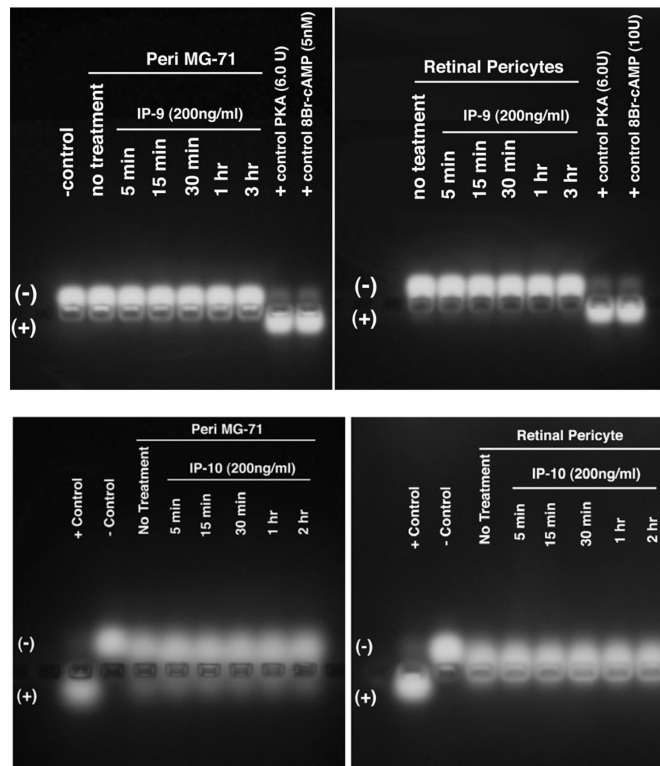 Peri MG-71
IP-9 (200ng/ml)
-control
no treatment
5 min
15 min
30 min
1 hr
3 hr
+ control PKA (6.0 U)
+ control 8Br-cAMP (5nM)
(-)
(+)
Retinal Pericytes
IP-9 (200ng/ml)
no teatment
5 min
15 min
30 min
1 hr
3 hr
+ control PKA (6.0U)
+ control 8Br-cAMP (10U)
(-)
(+)
Peri MG-71
IP-10 (200ng/ml)
+ Control
- Control
No Treatment
5 min
15 min
30 min
1 hr
2 hr
(-)
(+)
Retinal Pericyte
IP-10 (200ng/ml)
+ Control
- Control
No Treatment
5 min
15 min
30 min
1 hr
2 hr
(-)
(+)